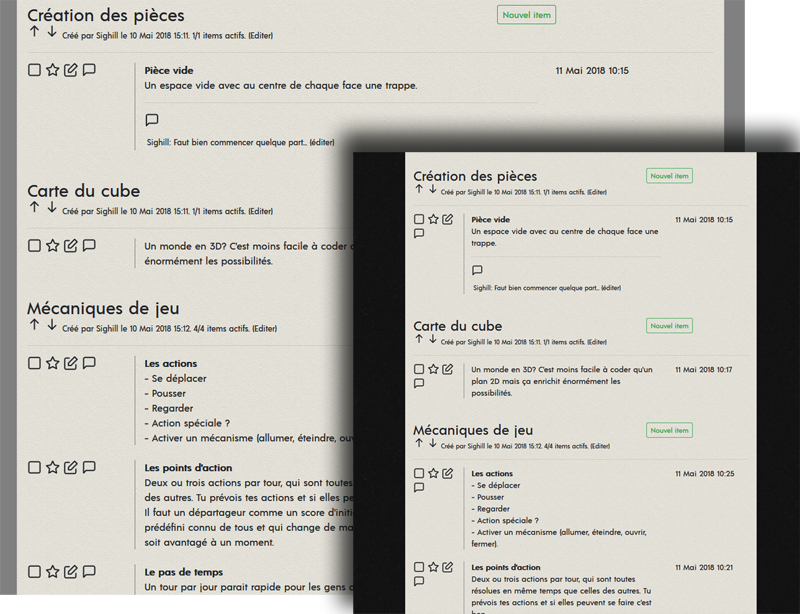 Création des pièces
Nouvel item
Créé par Sighill le 10 Mai 2018 15:11. 1/1 items actifs. (Editer)
Pièce vide
11 Mai 2018 10:15
Un espace vide avec au centre de chaque face une trappe.
Sighill: Faut bien commencer quelque part... (éditer)
Carte du cube
Créé par Sighill le 10 Mai 2018 15:11. 1/1 items actifs. (Editer)
Un monde en 3D? C'est moins facile à coder
énormément les possibilités.
Mécaniques de jeu
Créé par Sighill le 10 Mai 2018 15:12. 4/4 items actifs. (Editer)
Les actions
- Se déplacer
- Pousser
- Regarder
- Action spéciale ?
- Activer un mécanisme (allumer, éteindre,
Les points d'action
Deux ou trois actions par tour, qui sont toutes
des autres. Tu prévois tes actions et si elles
Il faut un départageur comme un score
prédéfini connu de tous et qui change de
soit avantagé à un moment.
Le pas de temps
Un tour par jour parait rapide pour les gens
Création des pièces
Nouvel item
Créé par Sighill le 10 Mai 2018 15:11. 1/1 items actifs. (Editer)
Pièce vide
11 Mai 2018 10:15
Un espace vide avec au centre de chaque face une
trappe.
Sighill: Faut bien commencer quelque part... (éditer)
Carte du cube
Nouvel item
Créé par Sighill le 10 Mai 2018 15:11. 1/1 items actifs. (Editer)
Un monde en 3D? C'est moins facile à coder qu'un
11 Mai 2018 10:17
plan 2D mais ça enrichit énormément les
possibilités.
Mécaniques de jeu
Nouvel item
Créé par Sighill le 10 Mai 2018 15:12. 4/4 items actifs. (Editer)
Les actions
11 Mai 2018 10:25
- Se déplacer
- Pousser
- Regarder
- Action spéciale ?
- Activer un mécanisme (allumer, éteindre, ouvrir,
fermer).
Les points d'action
11 Mai 2018 10:21
Deux ou trois actions par tour, qui sont toutes
résolues en même temps que celles des autres. Tu
prévois tes actions et si elles peuvent se faire c'est